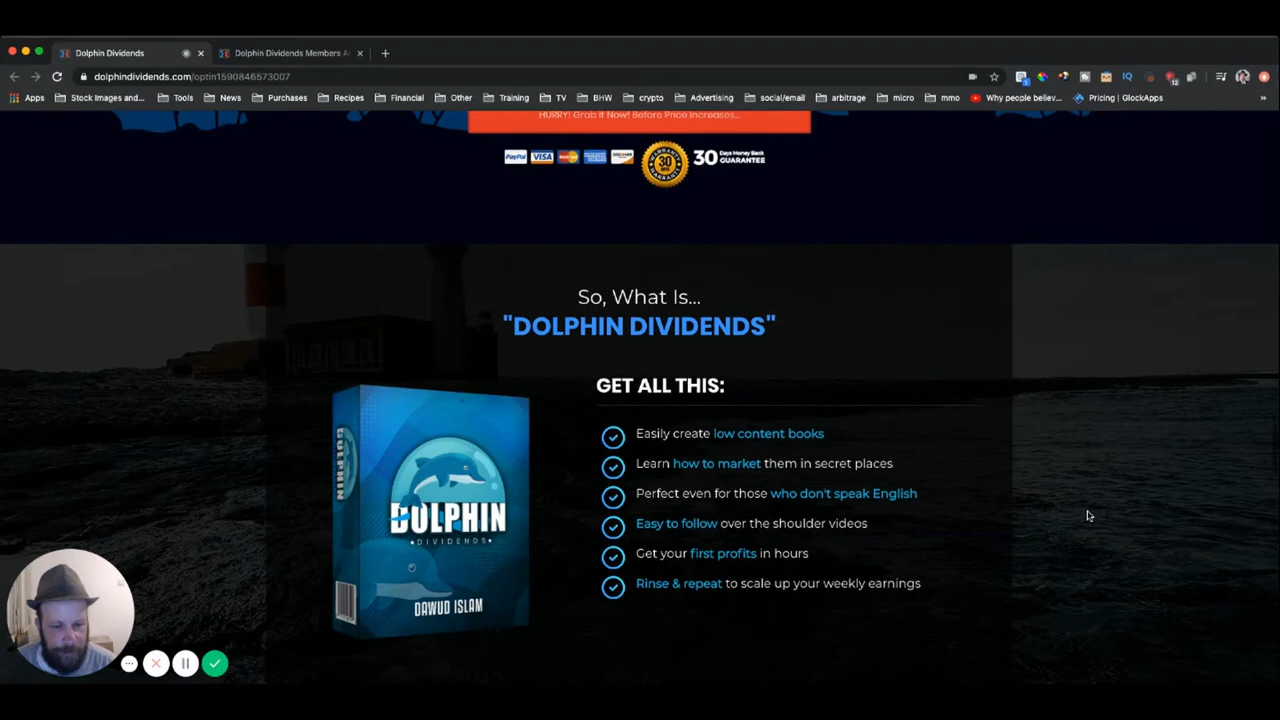 Dolphin Dividends
Dolphin Dividends Members A
dolphindividends.com/optin1590846573007
Apps
Stock Images and...
Tools
News
Purchases
Recipes
Financial
Other
Training
TV
BHW
crypto
Advertising
social/email
arbitrage
micro
mmo
Why people believ...
Pricing | GlockApps
HURRY! Grab It Now! Before Price Increases...
PayPal
VISA
30
30 Days Money Back
GUARANTEE
So, What Is...
"DOLPHIN DIVIDENDS"
GET ALL THIS:
Easily create low content books
Learn how to market them in secret places
Perfect even for those who don't speak English
Easy to follow over the shoulder videos
Get your first profits in hours
Rinse & repeat to scale up your weekly earnings
DOLPHIN
DOLPHIN
•DIVIDENDS•
DAWUD ISLAM